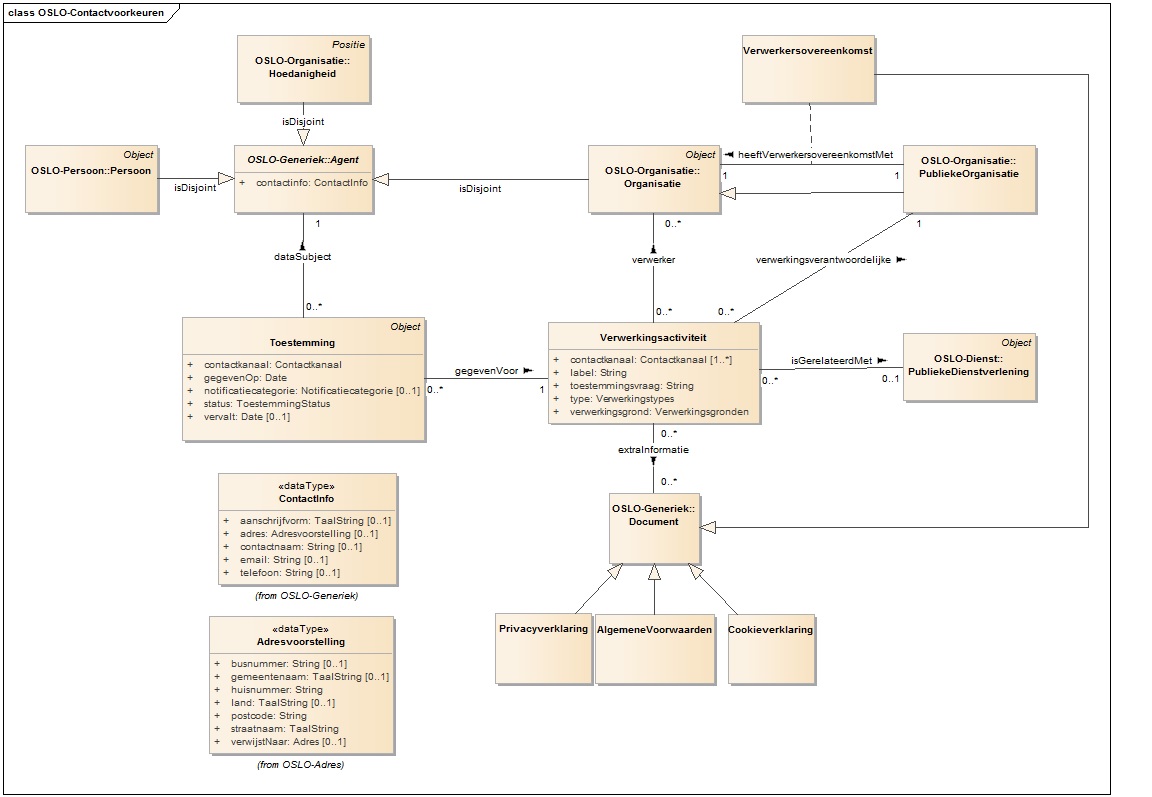 class OSLO-Contactvoorkeuren
Positie
OSLO-Organisatie::
Hoedanigheid
Verwerkersovereenkomst
isDisjoint
Object
OSLO-Persoon::Persoon
isDisjoint
OSLO-Generiek::Agent
+ contactinfo: ContactInfo
isDisjoint
Object
OSLO-Organisatie::
Organisatie
heeftVerwerkersovereenkomstMet
1
1
OSLO-Organisatie::
PubliekeOrganisatie
1
dataSubject
0..*
0..*
verwerker
0..*
1
verwerkingsverantwoordelijke
0..*
Object
Toestemming
+ contactkanaal: Contactkanaal
+ gegevenOp: Date
+ notificatiecategorie: Notificatiecategorie [0..1]
+ status: ToestemmingStatus
+ vervalt: Date [0..1]
gegevenVoor
0..*
1
Verwerkingsactiviteit
+ contactkanaal: Contactkanaal [1..*]
+ label: String
+ toestemmingsvraag: String
+ type: Verwerkingstypes
+ verwerkingsgrond: Verwerkingsgronden
isGerelateerdMet
0..*
0..1
Object
OSLO-Dienst::
PubliekeDienstverlening
0..*
extraInformatie
0..*
«dataType»
ContactInfo
+ aanschrijfvorm: TaalString [0..1]
+ adres: Adresvoorstelling [0..1]
+ contactnaam: String [0..1]
+ email: String [0..1]
+ telefoon: String [0..1]
(from OSLO-Generiek)
OSLO-Generiek::
Document
Privacyverklaring
AlgemeneVoorwaarden
Cookieverklaring
«dataType»
Adresvoorstelling
+ busnummer: String [0..1]
+ gemeentenaam: TaalString [0..1]
+ huisnummer: String
+ land: TaalString [0..1]
+ postcode: String
+ straatnaam: TaalString
+ verwijstNaar: Adres [0..1]
(from OSLO-Adres)